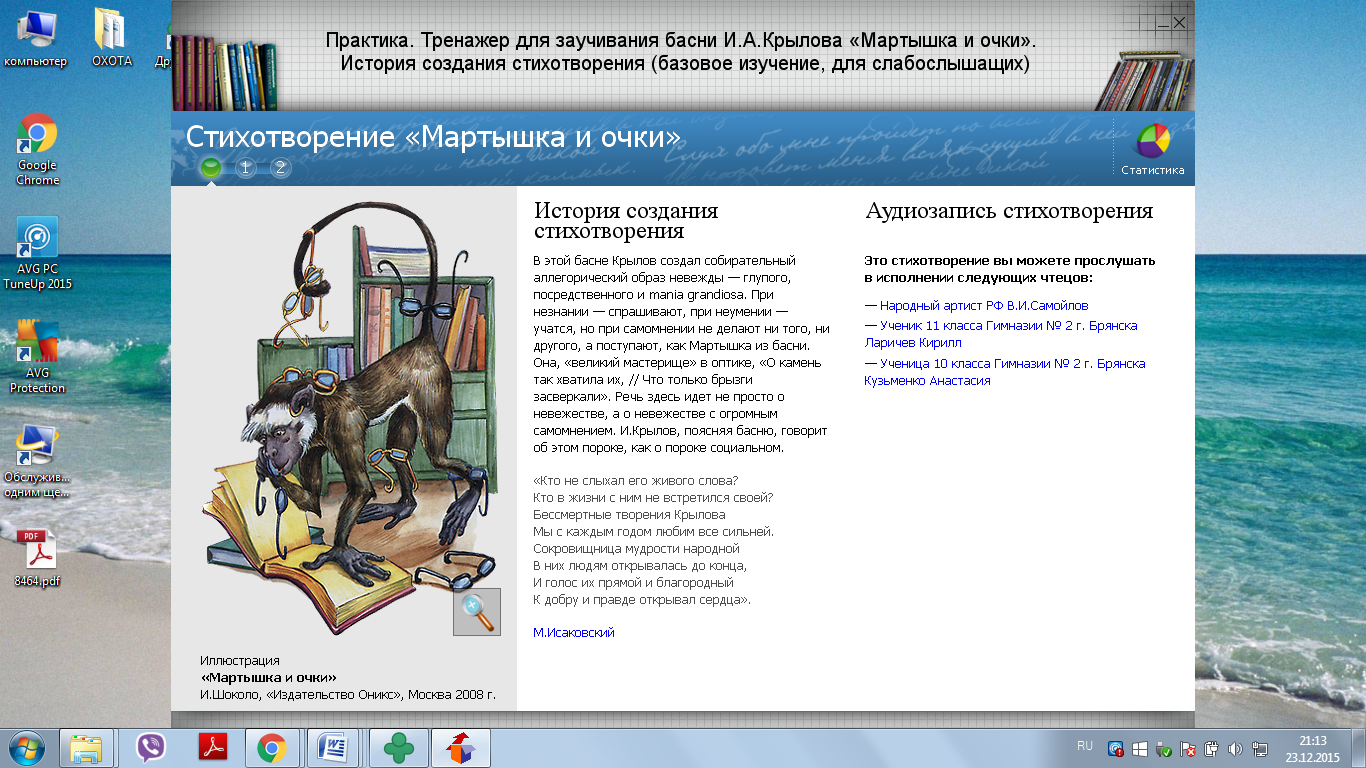 компьютер
ОХОТА
Google
Chrome
AVG PC
TuneUp 2015
AVG
Protection
Обслужив...
одним ще...
PDF
8464.pdf
Практика. Тренажер для заучивания басни И.А.Крылова «Мартышка и очки».
История создания стихотворения (базовое изучение, для слабослышащих)
Стихотворение «Мартышка и очки»
1
2
Статистика
История создания
стихотворения
В этой басне Крылов создал собирательный
аллегорический образ невежды — глупого,
посредственного и mania grandiosa. При
незнании — спрашивают, при неумении —
учатся, но при самомнении не делают ни того, ни
другого, а поступают, как Мартышка из басни.
Она, «великий мастерище» в оптике, «О камень
так хватила их, // Что только брызги
засверкали». Речь здесь идет не просто о
невежестве, а о невежестве с огромным
самомнением. И.Крылов, поясняя басню, говорит
об этом пороке, как о пороке социальном.
«Кто не слыхал его живого слова?
Кто в жизни с ним не встретился своей?
Бессмертные творения Крылова
Мы с каждым годом любим все сильней.
Сокровищница мудрости народной
В них людям открывалась до конца,
И голос их прямой и благородный
К добру и правде открывал сердца».
М.Исаковский
Аудиозапись стихотворения
Это стихотворение вы можете прослушать
в исполнении следующих чтецов:
— Народный артист РФ В.И.Самойлов
— Ученик 11 класса Гимназии № 2 г. Брянска
Ларичев Кирилл
— Ученица 10 класса Гимназии № 2 г. Брянска
Кузьменко Анастасия
Иллюстрация
«Мартышка и очки»
И.Шоколо, «Издательство Оникс», Москва 2008 г.
RU
21:13
23.12.2015